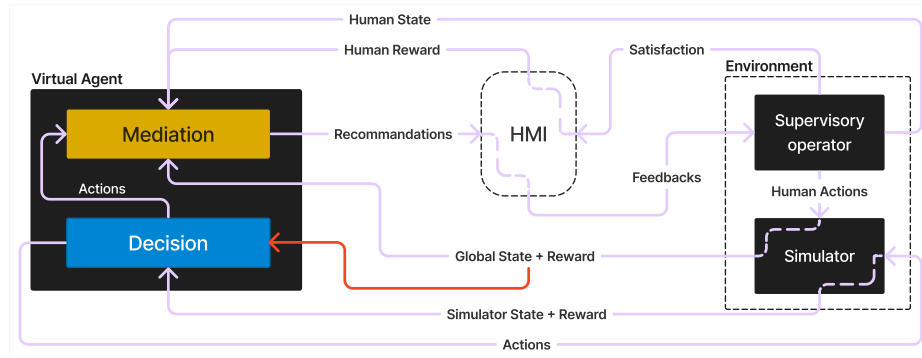 Human State
Human Reward
Satisfaction
Virtual Agent
Environment
Mediation
Recommandations
HMI
Supervisory
operator
Feedbacks
Actions
Human Actions
Decision
Global State + Reward
Simulator
Simulator State + Reward
Actions